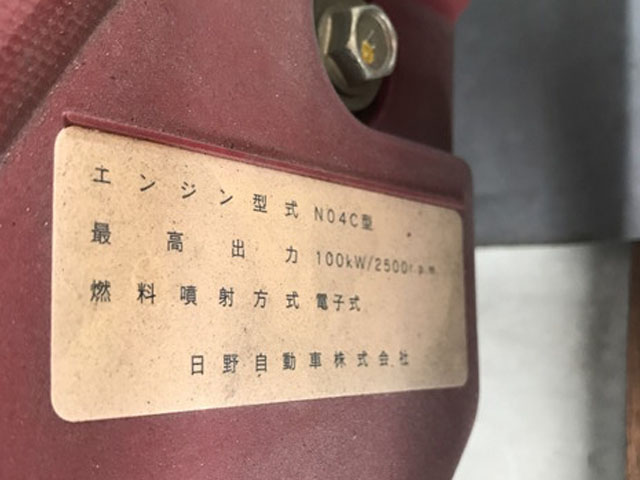 エンジン型式 N04C型
最高出力 100kW/2500r.p.m.
燃料噴射方式 電子式
日野自動車株式会社